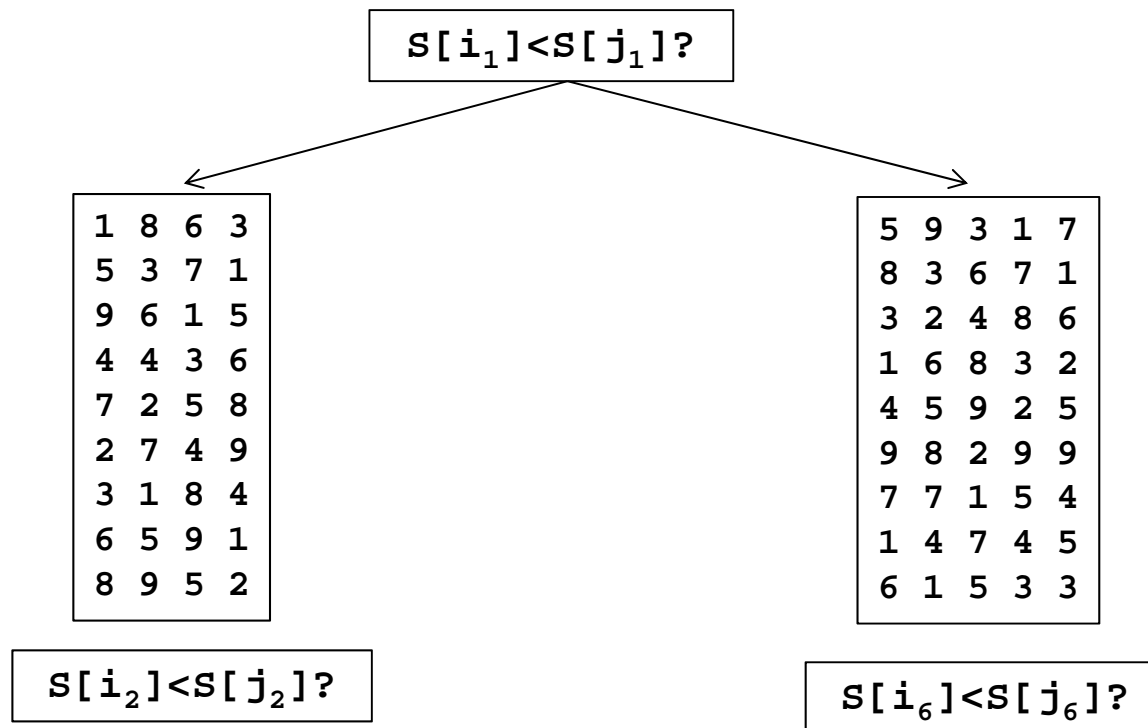 S[i₁]<S[j₁]?
1 8 6 3
5 3 7 1
9 6 1 5
4 4 3 6
7 2 5 8
2 7 4 9
3 1 8 4
6 5 9 1
8 9 5 2
S[i₂]<S[j₂]?
5 9 3 1 7
8 3 6 7 1
3 2 4 8 6
1 6 8 3 2
4 5 9 2 5
9 8 2 9 9
7 7 1 5 4
1 4 7 4 5
6 1 5 3 3
S[i₆]<S[j₆]?